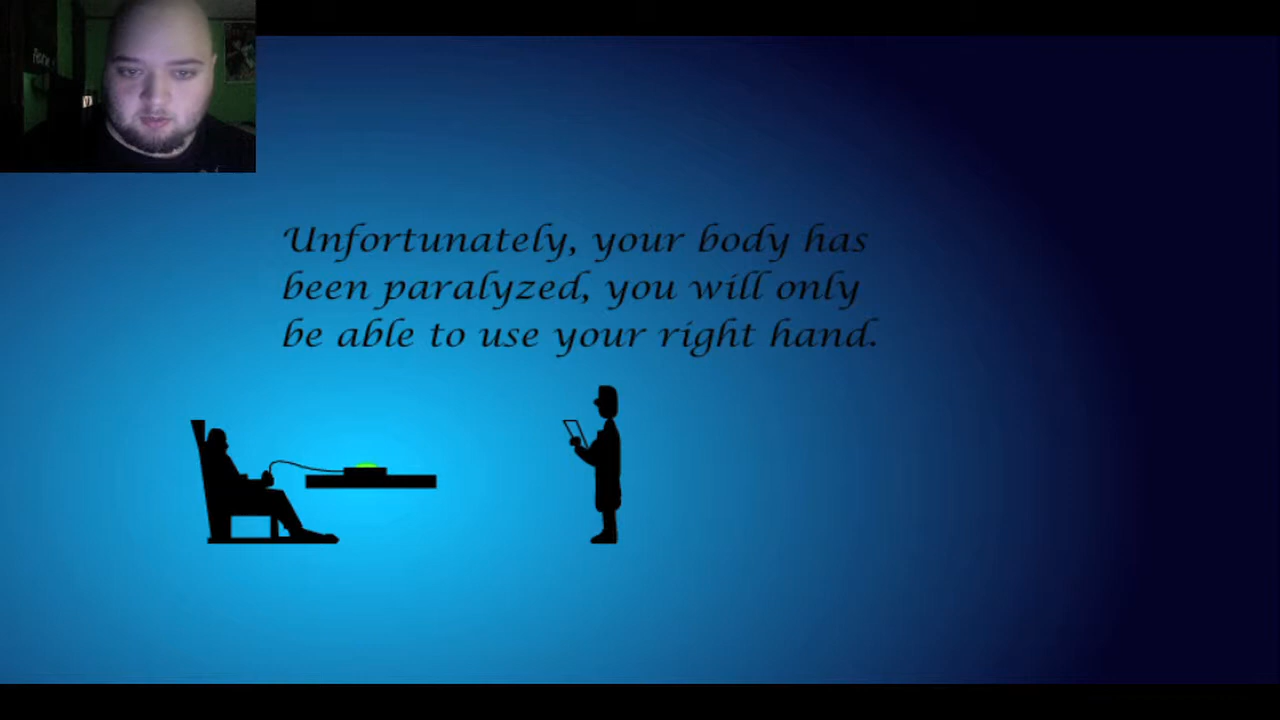 Unfortunately, your body has
been paralyzed, you will only
be able to use your right hand.